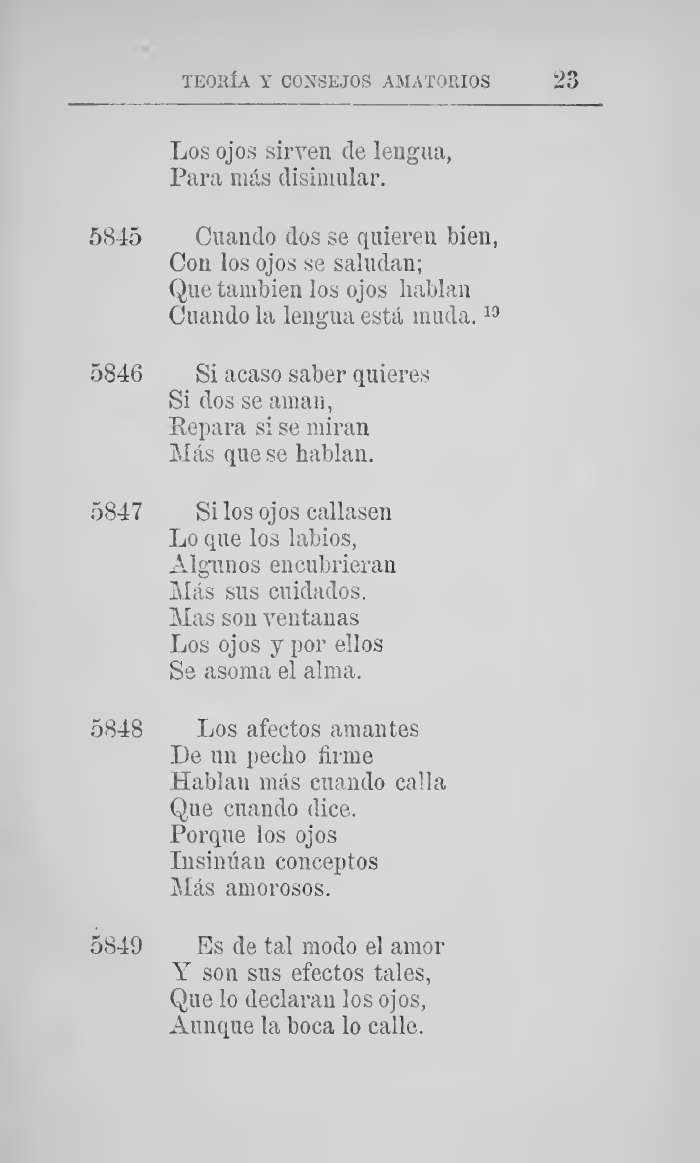 TEORÍA Y CONSEJOS AMATORIOS 23
Los ojos sirven de lengua,
Para más disimular.
5845 Cuando dos se quieren bien,
Con los ojos se saludan;
Que tambien los ojos hablan
Cuando la lengua está muda. 19
5846 Si acaso saber quieres
Si dos se aman,
Repara si se miran
Más que se hablan.
5847 Si los ojos callasen
Lo que los labios,
Algunos encubrieran
Más sus cuidados.
Mas son ventanas
Los ojos y por ellos
Se asoma el alma.
5848 Los afectos amantes
De un pecho firme
Hablan más cuando calla
Que cuando dice.
Porque los ojos
Insinúan conceptos
Más amorosos.
5849 Es de tal modo el amor
Y son sus efectos tales,
Que lo declaran los ojos,
Aunque la boca lo calle.